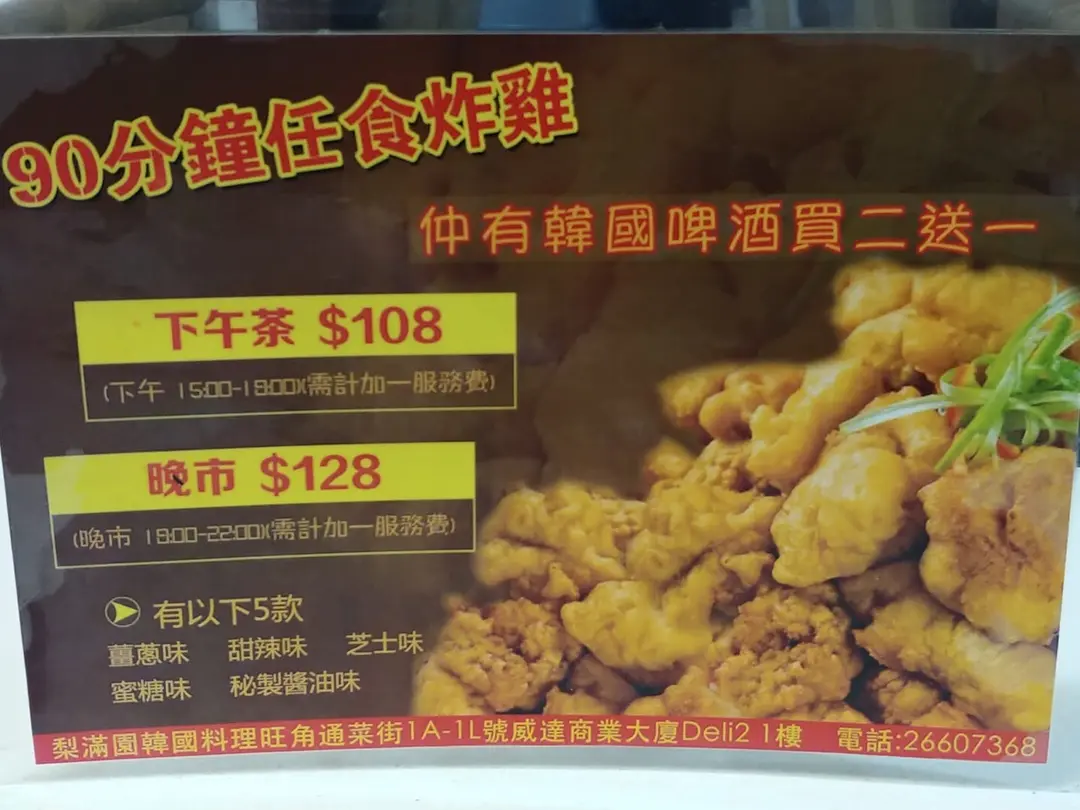 90分鐘任食炸雞
仲有韓國啤酒買二送一
下午茶 $108
(下午 15:00-18:00)(需計加一服務費)
晚市 $128
(晚市 18:00-22:00)(需計加一服務費)
有以下5款
薑蔥味 甜辣味 芝士味
蜜糖味 秘製醬油味
梨滿園韓國料理旺角通菜街1A-1L號威達商業大廈Deli2 1樓 電話:26607368